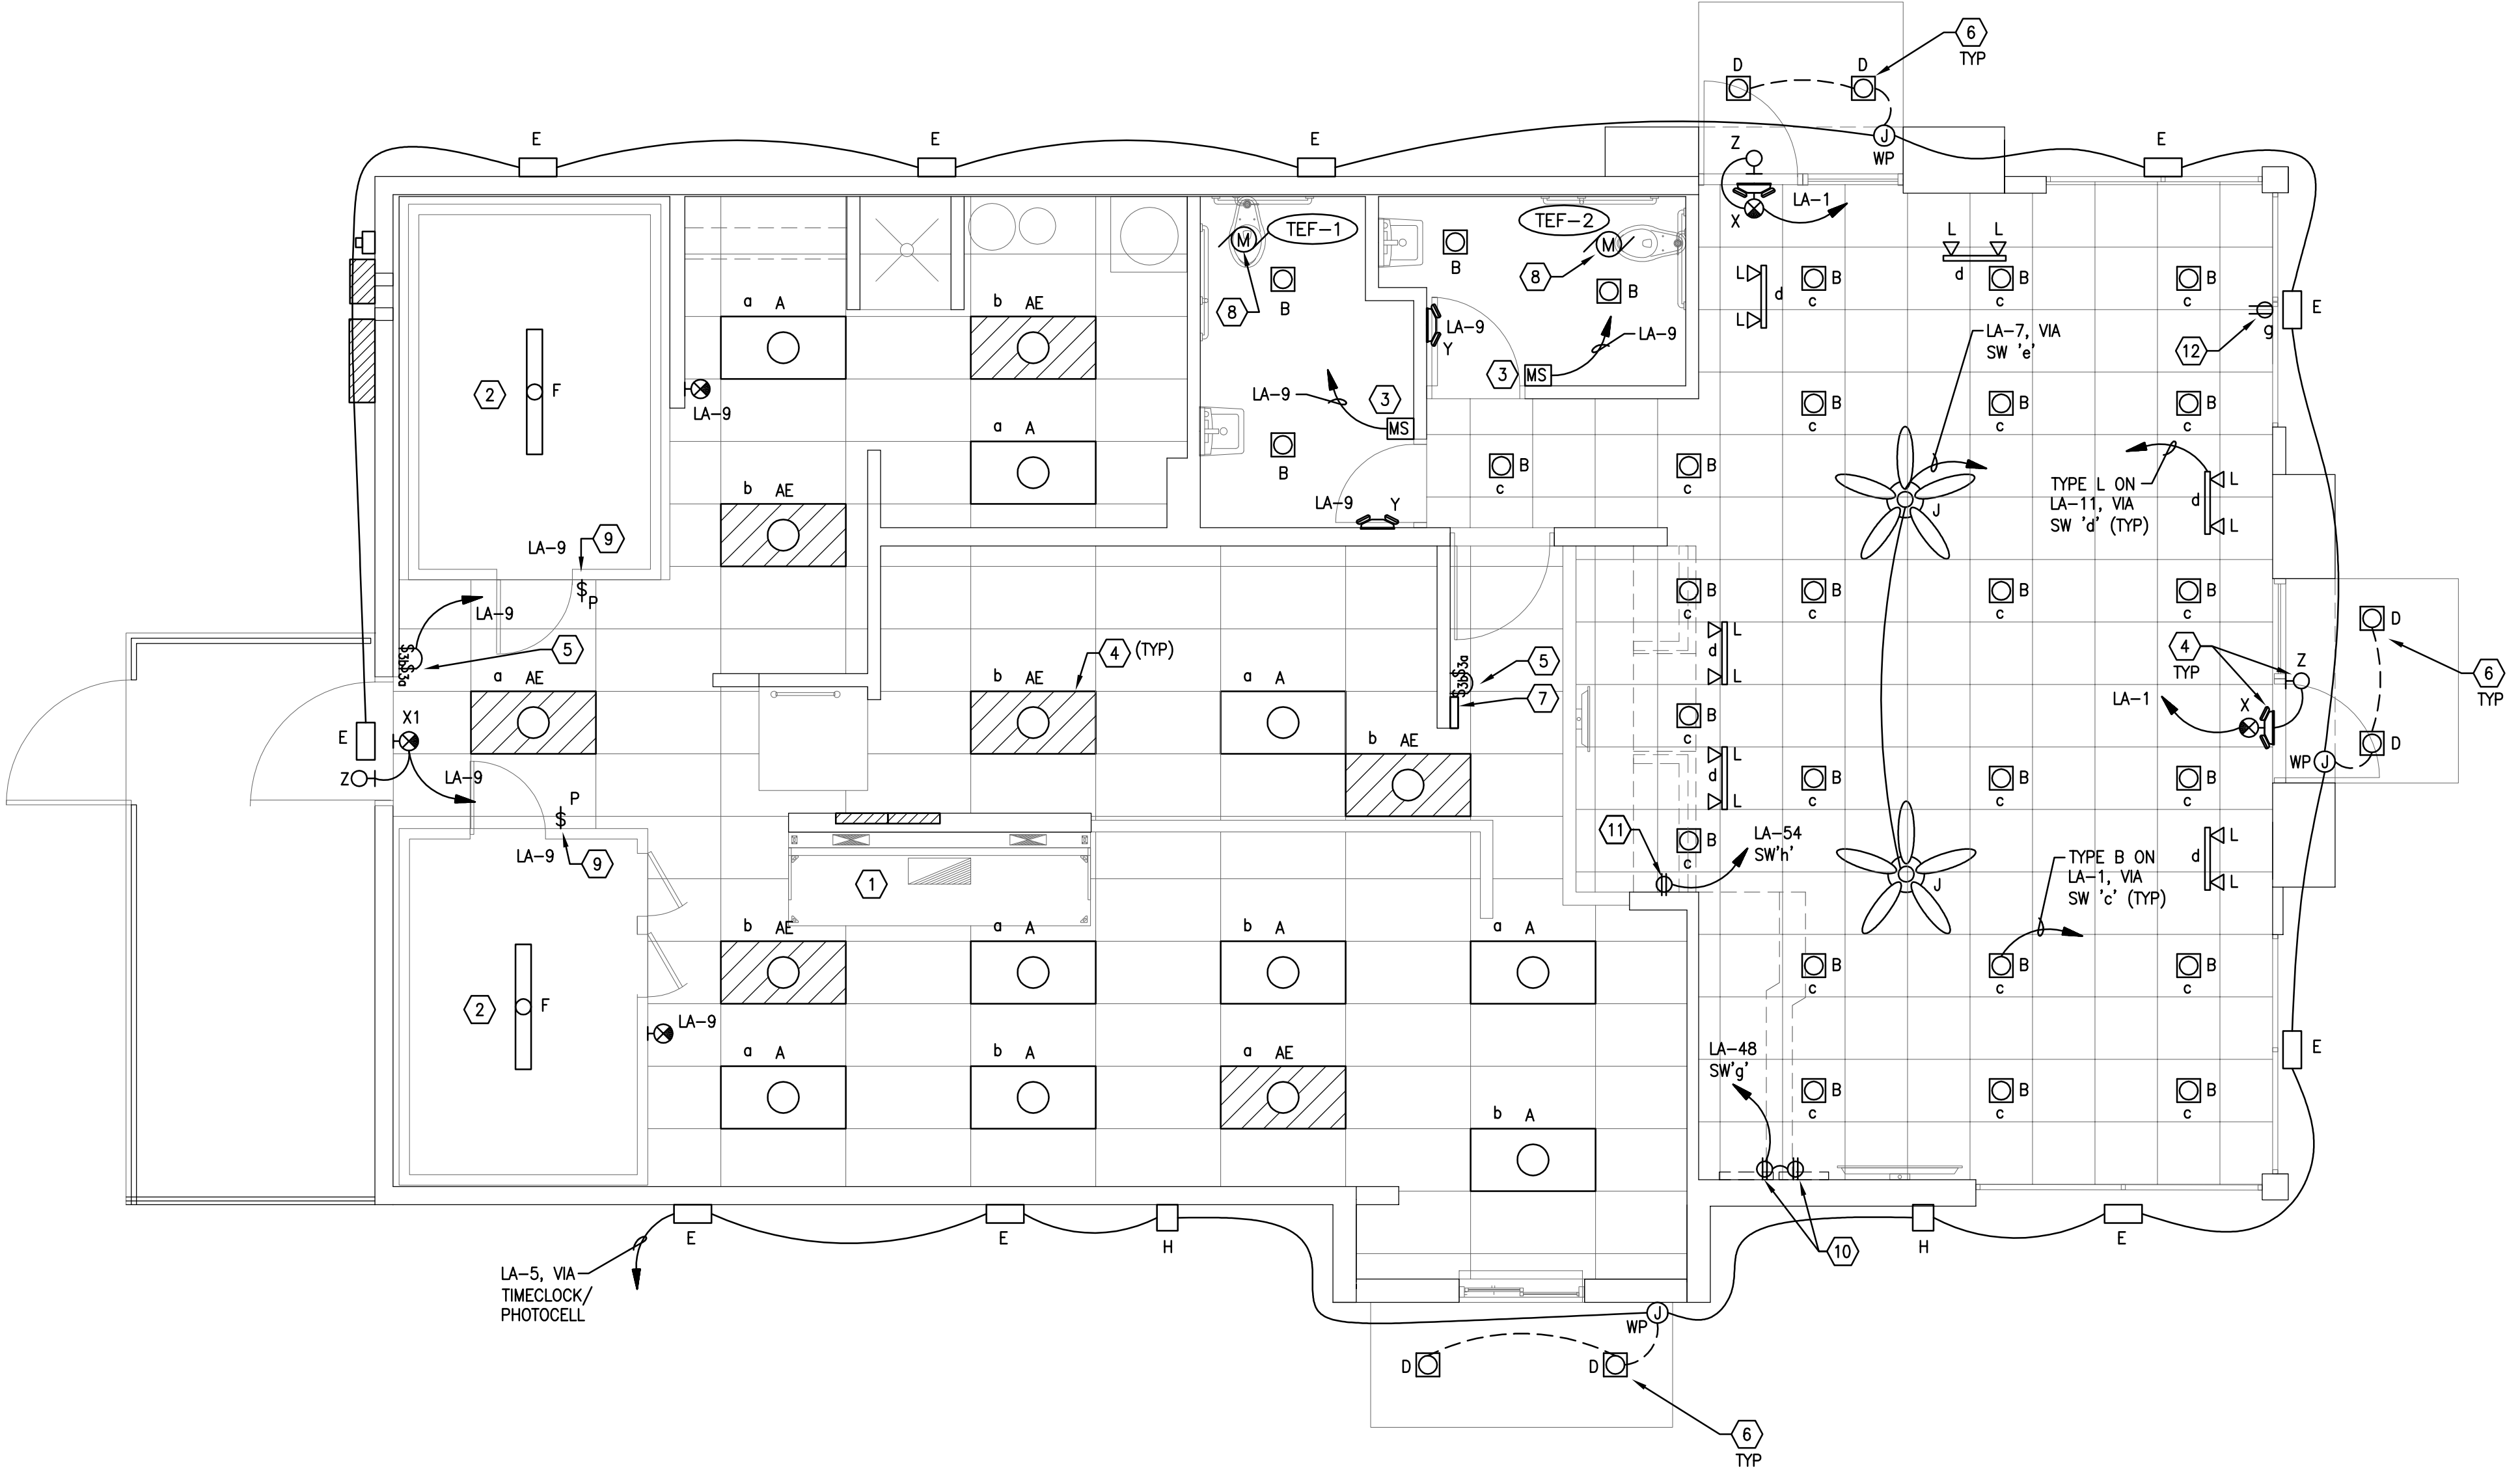 6
TYP
D
D
E
E
E
E
J
WP
Z
X
LA-1
TEF-1
TEF-2
M
M
B
B
B
B
8
8
L
L
d
L
L
d
B
c
B
c
B
c
E
g
12
a A
b AE
F
2
LA-9
LA-9
Y
LA-9
MS
3
LA-9
3
MS
LA-7, VIA
SW 'e'
B
c
B
c
B
c
a A
b AE
B
B
c
B
c
LA-9
Y
J
TYPE L ON
LA-11, VIA
SW 'd' (TYP)
L
d
L
LA-9
9
$
P
LA-9
$3b$3a
5
4
(TYP)
$3b$3a
5
7
B
c
B
c
B
c
B
c
L
d
L
D
6
TYP
4
TYP
Z
X
LA-1
D
WP
J
a AE
b AE
a A
b AE
X1
E
Z
LA-9
B
c
L
d
L
B
c
B
c
B
c
P
$
LA-9
9
1
11
B
c
LA-54
SW'h'
J
TYPE B ON
LA-1, VIA
SW 'c' (TYP)
L
d
L
b AE
a A
b A
a A
F
2
LA-9
B
c
B
c
B
c
E
a A
b A
a AE
b A
LA-48
SW'g'
B
c
B
c
B
c
E
E
H
H
E
10
LA-5, VIA
TIMECLOCK/
PHOTOCELL
WP
J
D
D
6
TYP